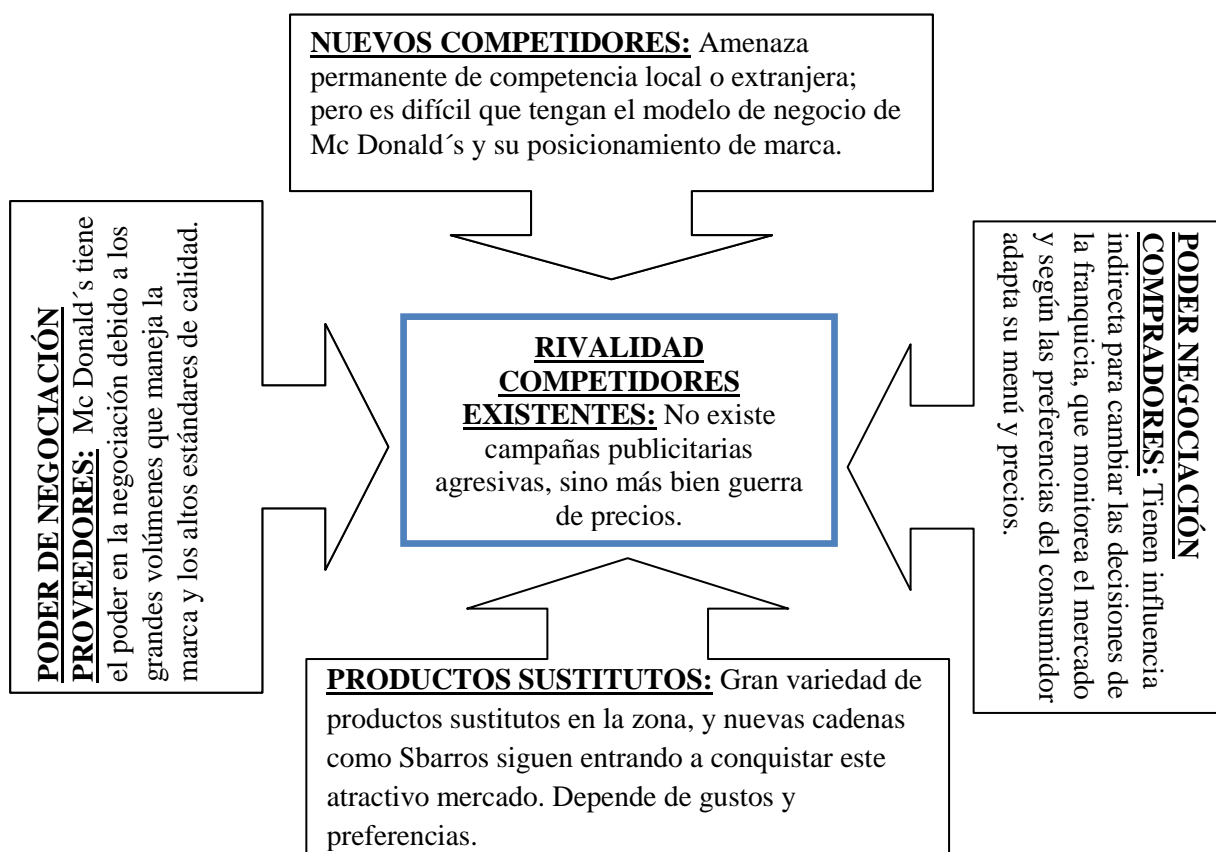 NUEVOS COMPETIDORES: Amenaza
permanente de competencia local o extranjera;
pero es difícil que tengan el modelo de negocio de
Mc Donald´s y su posicionamiento de marca.
PODER DE NEGOCIACIÓN
PROVEEDORES: Mc Donald´s tiene
el poder en la negociación debido a los
grandes volúmenes que maneja la
marca y los altos estándares de calidad.
RIVALIDAD
COMPETIDORES
EXISTENTES: No existe
campañas publicitarias
agresivas, sino más bien guerra
de precios.
PODER NEGOCIACIÓN
COMPRADORES: Tienen influencia
indirecta para cambiar las decisiones de
la franquicia, que monitorea el mercado
y según las preferencias del consumidor
adapta su menú y precios.
PRODUCTOS SUSTITUTOS: Gran variedad de
productos sustitutos en la zona, y nuevas cadenas
como Sbarros siguen entrando a conquistar este
atractivo mercado. Depende de gustos y
preferencias.